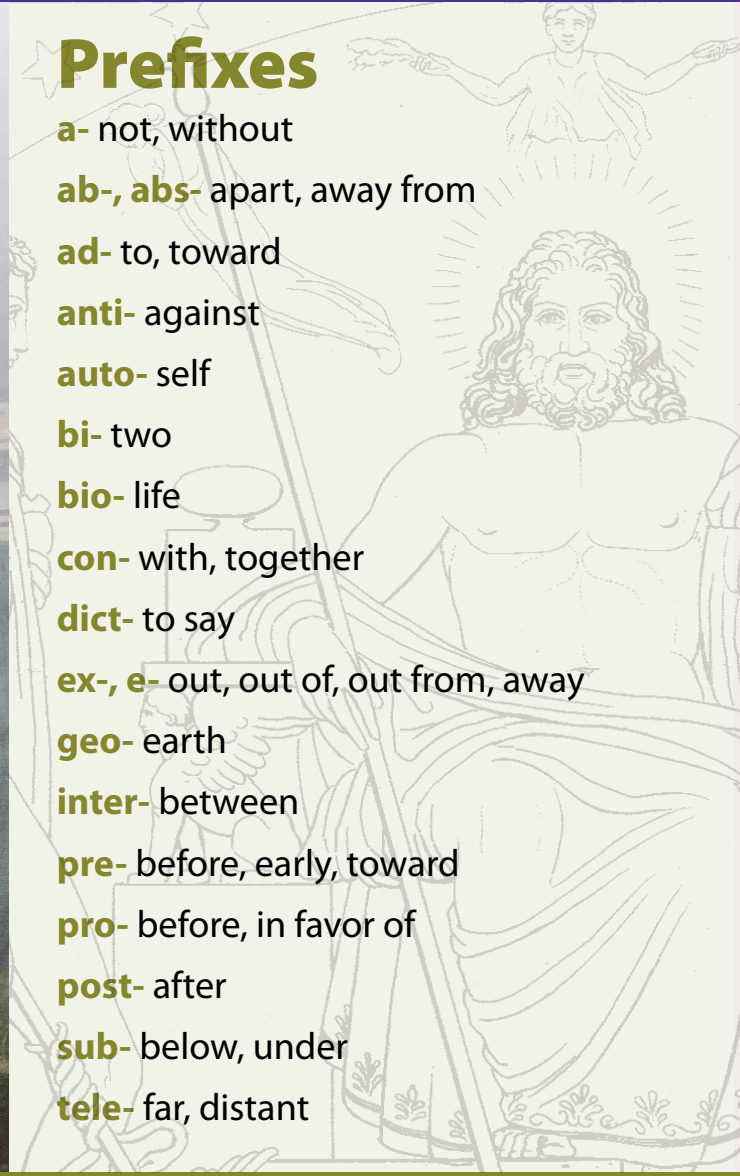 Prefixes
a- not, without
ab-, abs- apart, away from
ad- to, toward
anti- against
auto- self
bi- two
bio- life
con- with, together
dict- to say
ex-, e- out, out of, out from, away
geo- earth
inter- between
pre- before, early, toward
pro- before, in favor of
post- after
sub- below, under
tele- far, distant